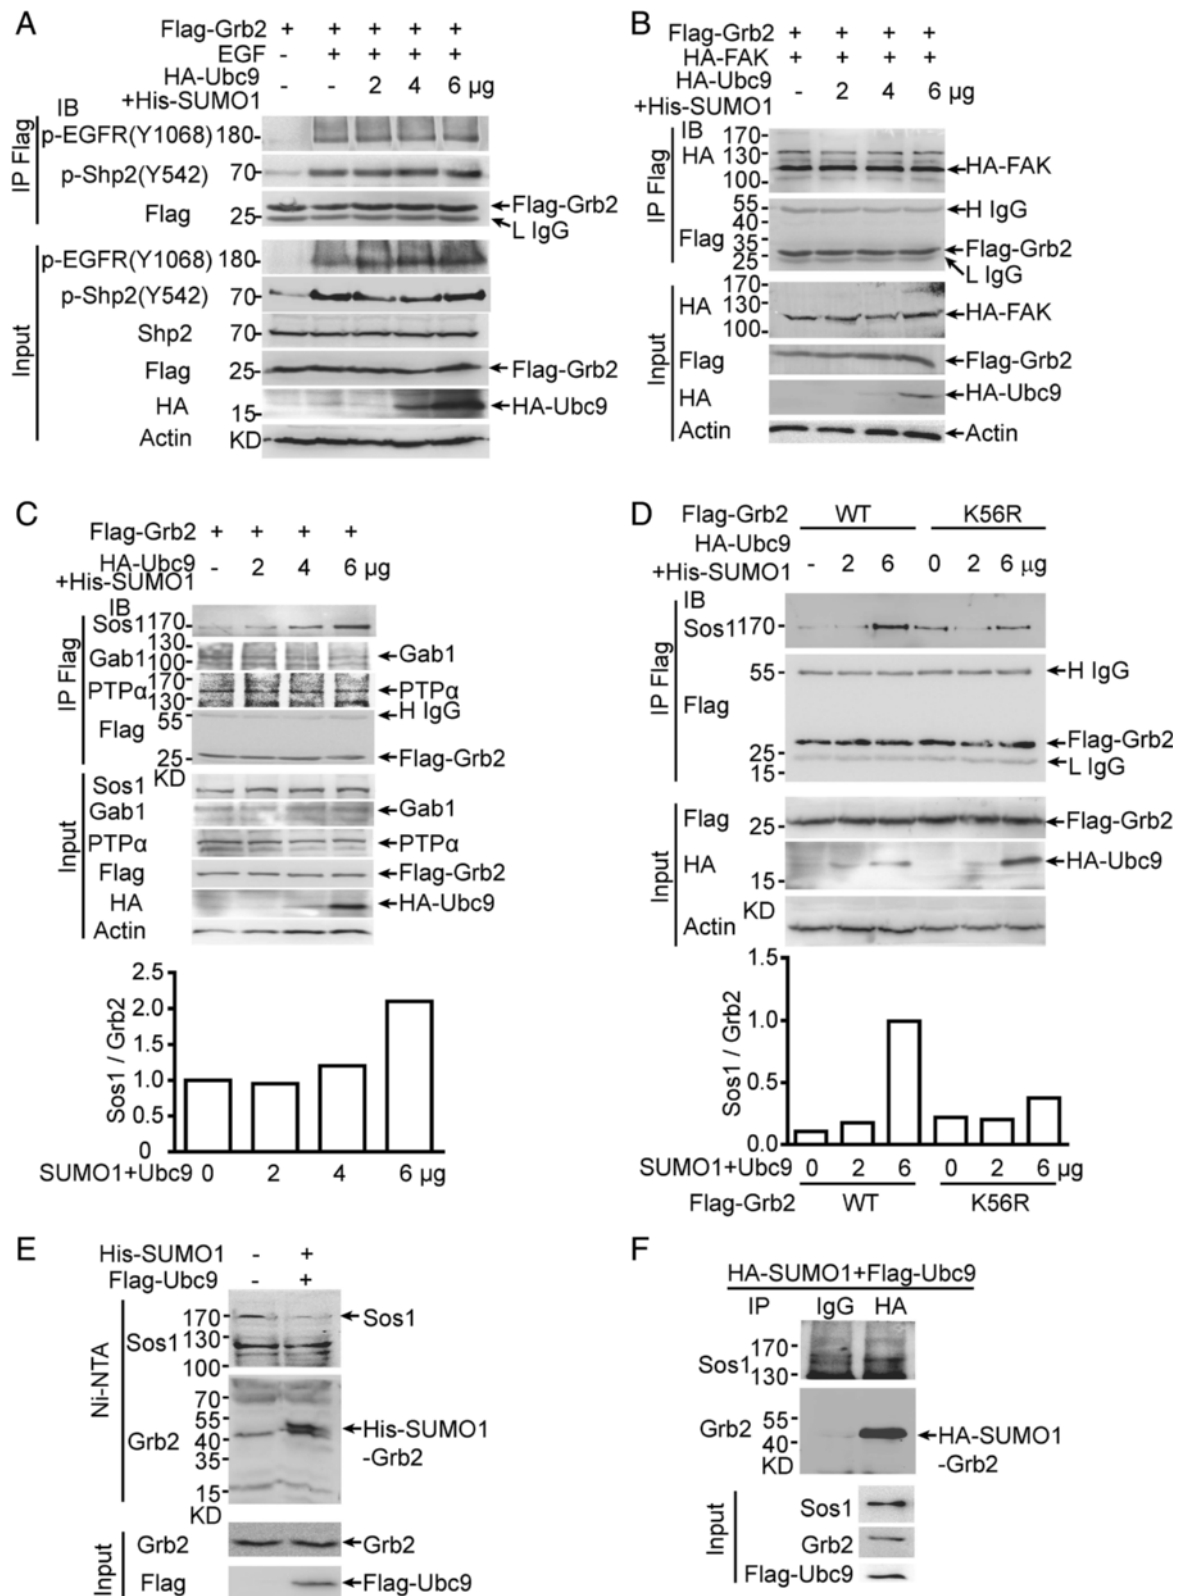 A
Flag-Grb2 + + + + +
EGF - + + + +
HA-Ubc9
+His-SUMO1 - - 2 4 6 μg
IB
IP Flag
p-EGFR(Y1068) 180-
p-Shp2(Y542) 70-
Flag 25- Flag-Grb2
L IgG
Input
p-EGFR(Y1068) 180-
p-Shp2(Y542) 70-
Shp2 70-
Flag 25- Flag-Grb2
HA 15- HA-Ubc9
Actin KD
B
Flag-Grb2 + + + +
HA-FAK + + + +
HA-Ubc9
+His-SUMO1 - 2 4 6 μg
IP Flag
IB 170-
HA 130- HA-FAK
100-
55- H IgG
40-
Flag 35- Flag-Grb2
25- L IgG
Input
170-
HA 130- HA-FAK
100-
Flag Flag-Grb2
HA HA-Ubc9
Actin Actin
C
Flag-Grb2 + + + +
HA-Ubc9
+His-SUMO1 - 2 4 6 μg
IB
IP Flag
Sos1 170-
130-
Gab1 100- Gab1
170-
PTPα PTPα
130-
55- H IgG
Flag
25- Flag-Grb2
KD
Input
Sos1
Gab1 Gab1
PTPα PTPα
Flag Flag-Grb2
HA HA-Ubc9
Actin
Sos1 / Grb2
2.5
2.0
1.5
1.0
0.5
0
SUMO1+Ubc9 0 2 4 6 μg
D
Flag-Grb2 WT K56R
HA-Ubc9
+His-SUMO1 - 2 6 0 2 6 μg
IB
IP Flag
Sos1 170
55- H IgG
Flag
25- Flag-Grb2
15- L IgG
Input
Flag 25- Flag-Grb2
HA 15- HA-Ubc9
KD
Actin
Sos1 / Grb2
1.5
1.0
0.5
0.0
SUMO1+Ubc9 0 2 6 0 2 6 μg
Flag-Grb2 WT K56R
E
His-SUMO1 - +
Flag-Ubc9 - +
Ni-NTA
170- Sos1
Sos1 130-
100-
70-
55-
Grb2 40- His-SUMO1
-Grb2
35-
15-
KD
Input
Grb2 Grb2
Flag Flag-Ubc9
F
HA-SUMO1+Flag-Ubc9
IP IgG HA
170-
Sos1 130-
Grb2 55-
40- HA-SUMO1
-Grb2
KD
Input
Sos1
Grb2
Flag-Ubc9